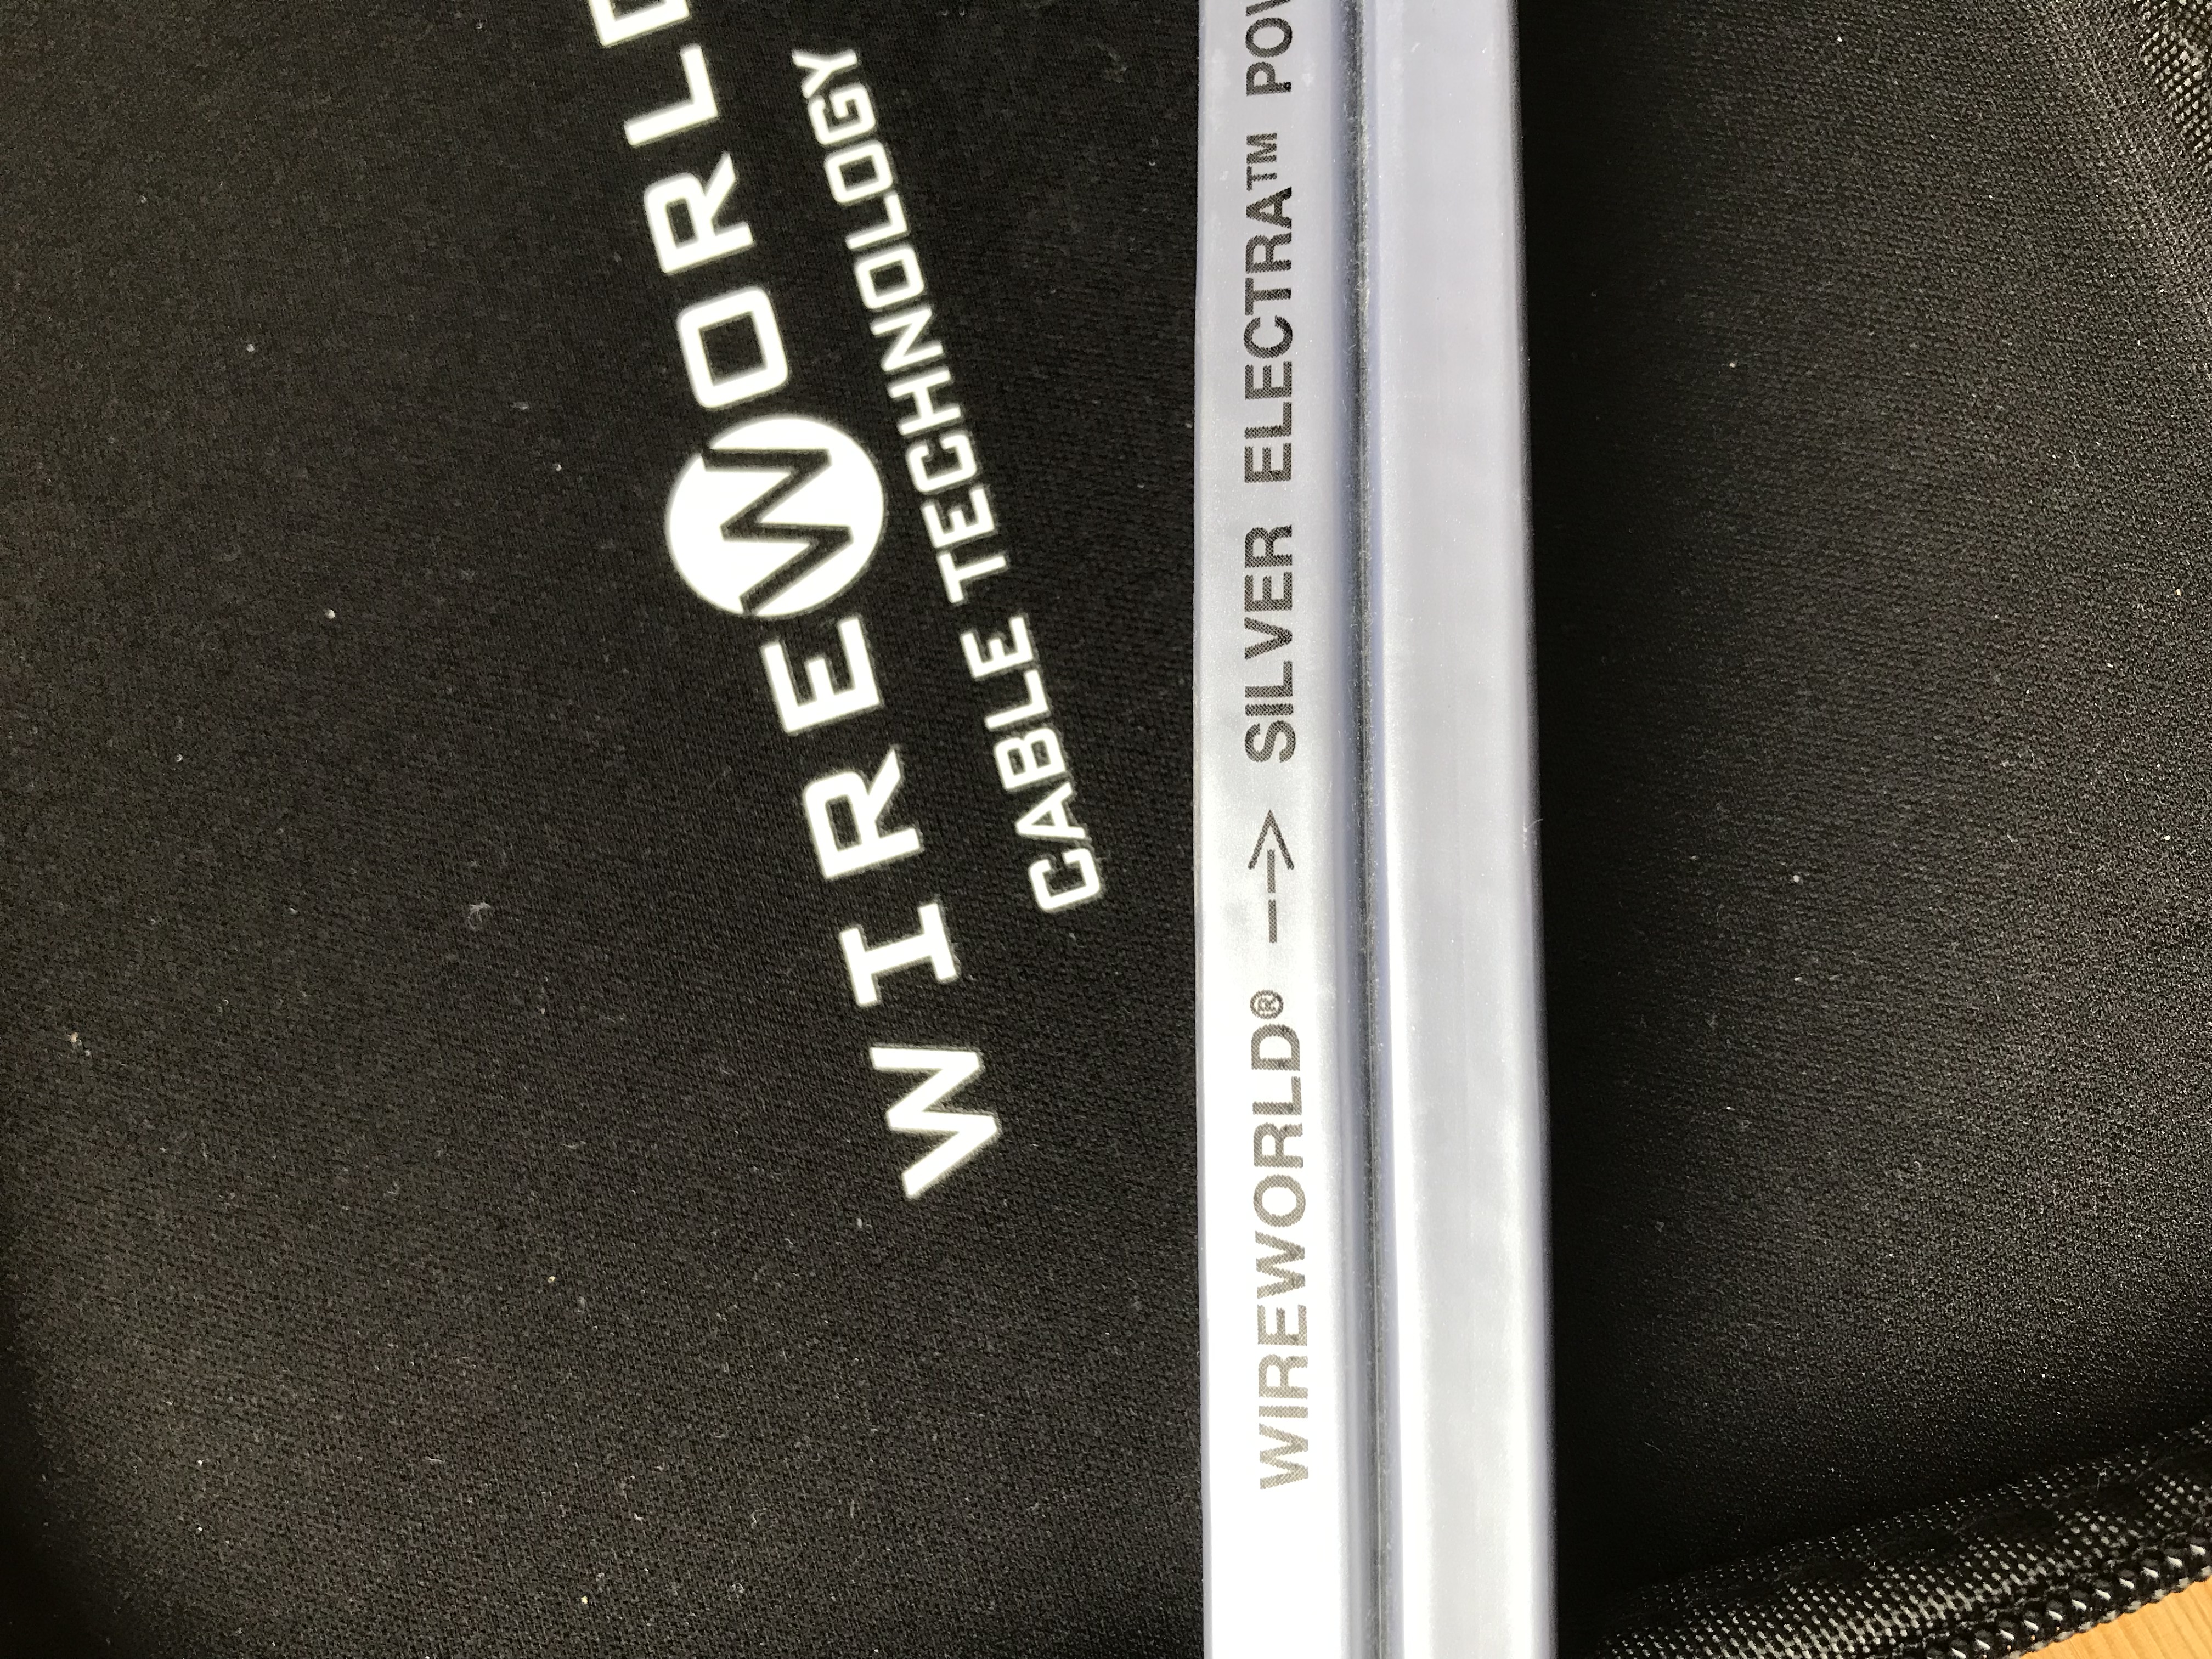 WIREWORLD
CABLE TECHNOLOGY
WIREWORLD® --> SILVER ELECTRA™